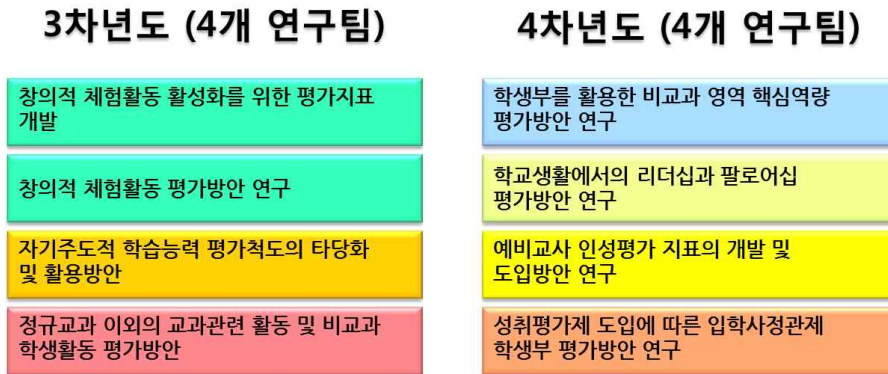 3차년도 (4개 연구팀)
창의적 체험활동 활성화를 위한 평가지표
개발
창의적 체험활동 평가방안 연구
자기주도적 학습능력 평가척도의 타당화
및 활용방안
정규교과 이외의 교과관련 활동 및 비교과
학생활동 평가방안
4차년도 (4개 연구팀)
학생부를 활용한 비교과 영역 핵심역량
평가방안 연구
학교생활에서의 리더십과 팔로어십
평가방안 연구
예비교사 인성평가 지표의 개발 및
도입방안 연구
성취평가제 도입에 따른 입학사정관제
학생부 평가방안 연구